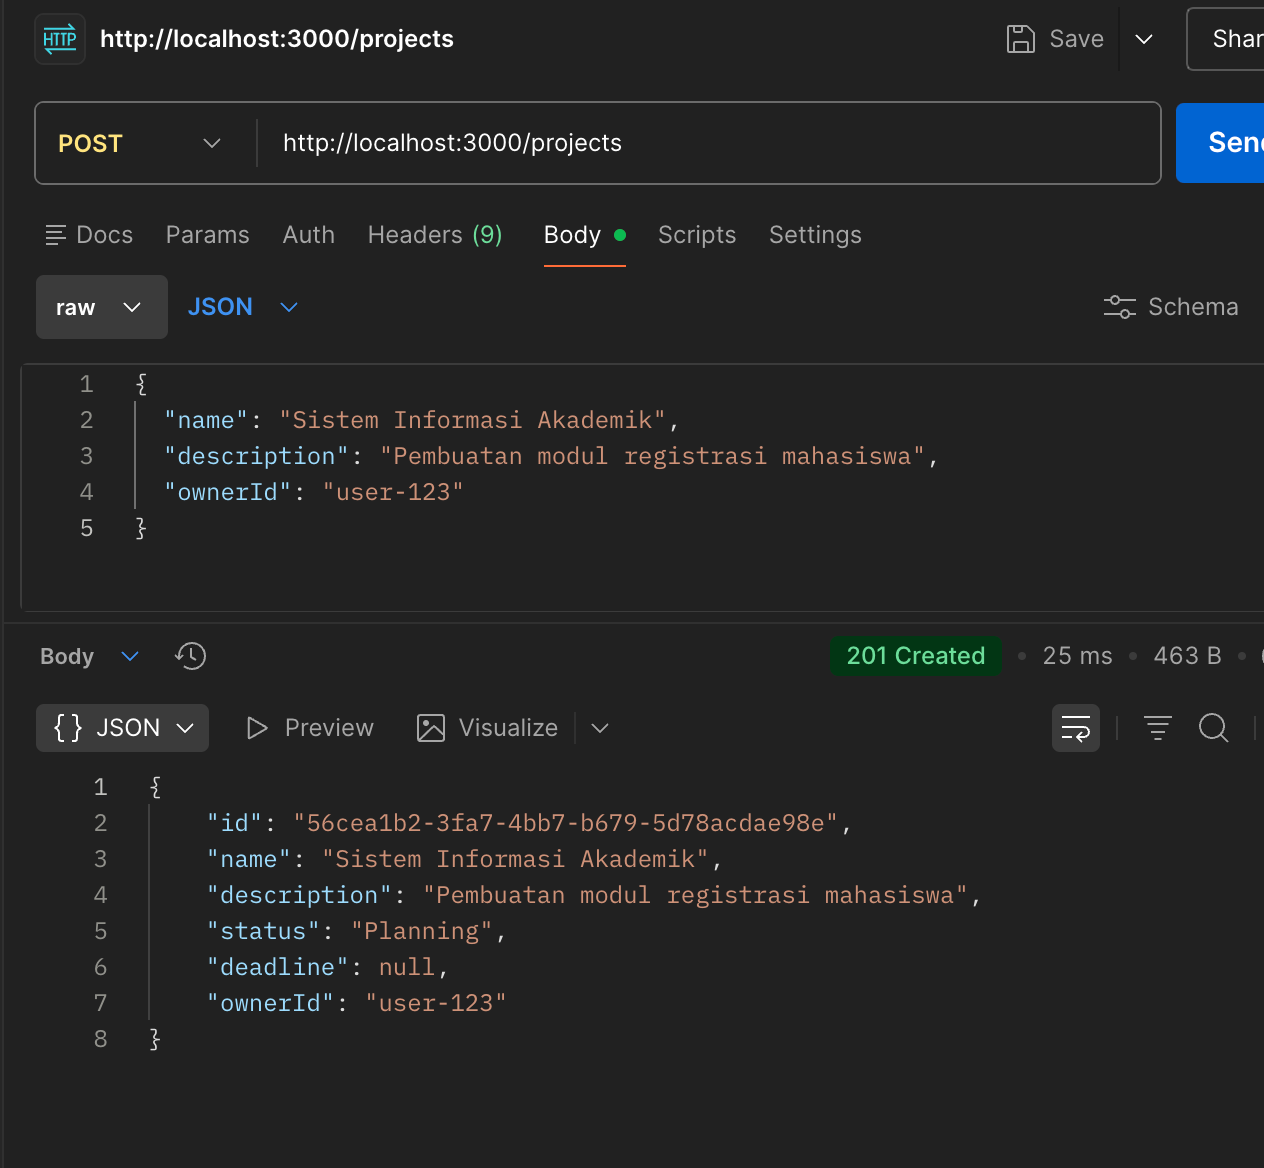 HTTP http://localhost:3000/projects Save Shar
POST http://localhost:3000/projects Send
Docs Params Auth Headers (9) Body Scripts Settings
raw JSON Schema
1 {
2 "name": "Sistem Informasi Akademik",
3 "description": "Pembuatan modul registrasi mahasiswa",
4 "ownerId": "user-123"
5 }
Body 201 Created • 25 ms • 463 B •
{} JSON Preview Visualize
1 {
2 "id": "56cea1b2-3fa7-4bb7-b679-5d78acdae98e",
3 "name": "Sistem Informasi Akademik",
4 "description": "Pembuatan modul registrasi mahasiswa",
5 "status": "Planning",
6 "deadline": null,
7 "ownerId": "user-123"
8 }